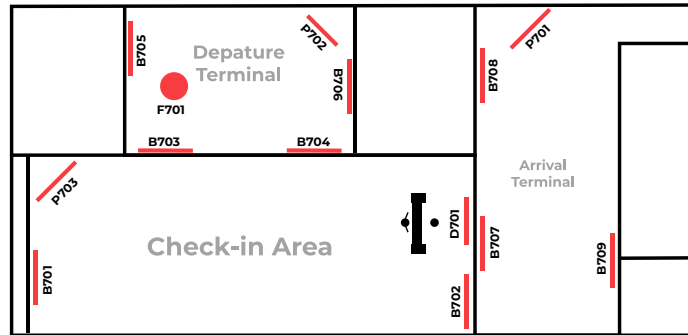 P701
P702
B705
Depature
Terminal
B708
B706
F701
B703
B704
Arrival
Terminal
P703
D701
B707
Check-in Area
B709
B701
B702